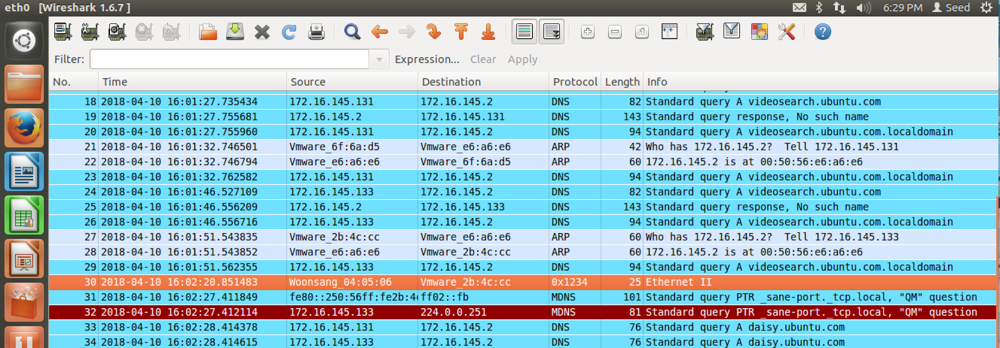 eth0 [Wireshark 1.6.7 ]
6:29 PM Seed
Filter: Expression... Clear Apply
No. Time Source Destination Protocol Length Info
18 2018-04-10 16:01:27.735434 172.16.145.131 172.16.145.2 DNS 82 Standard query A videosearch.ubuntu.com
19 2018-04-10 16:01:27.755681 172.16.145.2 172.16.145.131 DNS 143 Standard query response, No such name
20 2018-04-10 16:01:27.755960 172.16.145.131 172.16.145.2 DNS 94 Standard query A videosearch.ubuntu.com.localdomain
21 2018-04-10 16:01:32.746501 Vmware_6f:6a:d5 Vmware_e6:a6:e6 ARP 42 Who has 172.16.145.2? Tell 172.16.145.131
22 2018-04-10 16:01:32.746794 Vmware_e6:a6:e6 Vmware_6f:6a:d5 ARP 60 172.16.145.2 is at 00:50:56:e6:a6:e6
23 2018-04-10 16:01:32.762582 172.16.145.131 172.16.145.2 DNS 94 Standard query A videosearch.ubuntu.com.localdomain
24 2018-04-10 16:01:46.527109 172.16.145.133 172.16.145.2 DNS 82 Standard query A videosearch.ubuntu.com
25 2018-04-10 16:01:46.556209 172.16.145.2 172.16.145.133 DNS 143 Standard query response, No such name
26 2018-04-10 16:01:46.556716 172.16.145.133 172.16.145.2 DNS 94 Standard query A videosearch.ubuntu.com.localdomain
27 2018-04-10 16:01:51.543835 Vmware_2b:4c:cc Vmware_e6:a6:e6 ARP 60 Who has 172.16.145.2? Tell 172.16.145.133
28 2018-04-10 16:01:51.543852 Vmware_e6:a6:e6 Vmware_2b:4c:cc ARP 60 172.16.145.2 is at 00:50:56:e6:a6:e6
29 2018-04-10 16:01:51.562355 172.16.145.133 172.16.145.2 DNS 94 Standard query A videosearch.ubuntu.com.localdomain
30 2018-04-10 16:02:20.851483 Woonsang_04:05:06 Vmware_2b:4c:cc 0x1234 25 Ethernet II
31 2018-04-10 16:02:27.411849 fe80::250:56ff:fe2b:4c ff02::fb MDNS 101 Standard query PTR _sane-port._tcp.local, "QM" question
32 2018-04-10 16:02:27.412114 172.16.145.133 224.0.0.251 MDNS 81 Standard query PTR _sane-port._tcp.local, "QM" question
33 2018-04-10 16:02:28.414378 172.16.145.131 172.16.145.2 DNS 76 Standard query A daisy.ubuntu.com
34 2018-04-10 16:02:28.414615 172.16.145.133 172.16.145.2 DNS 76 Standard query A daisy.ubuntu.com